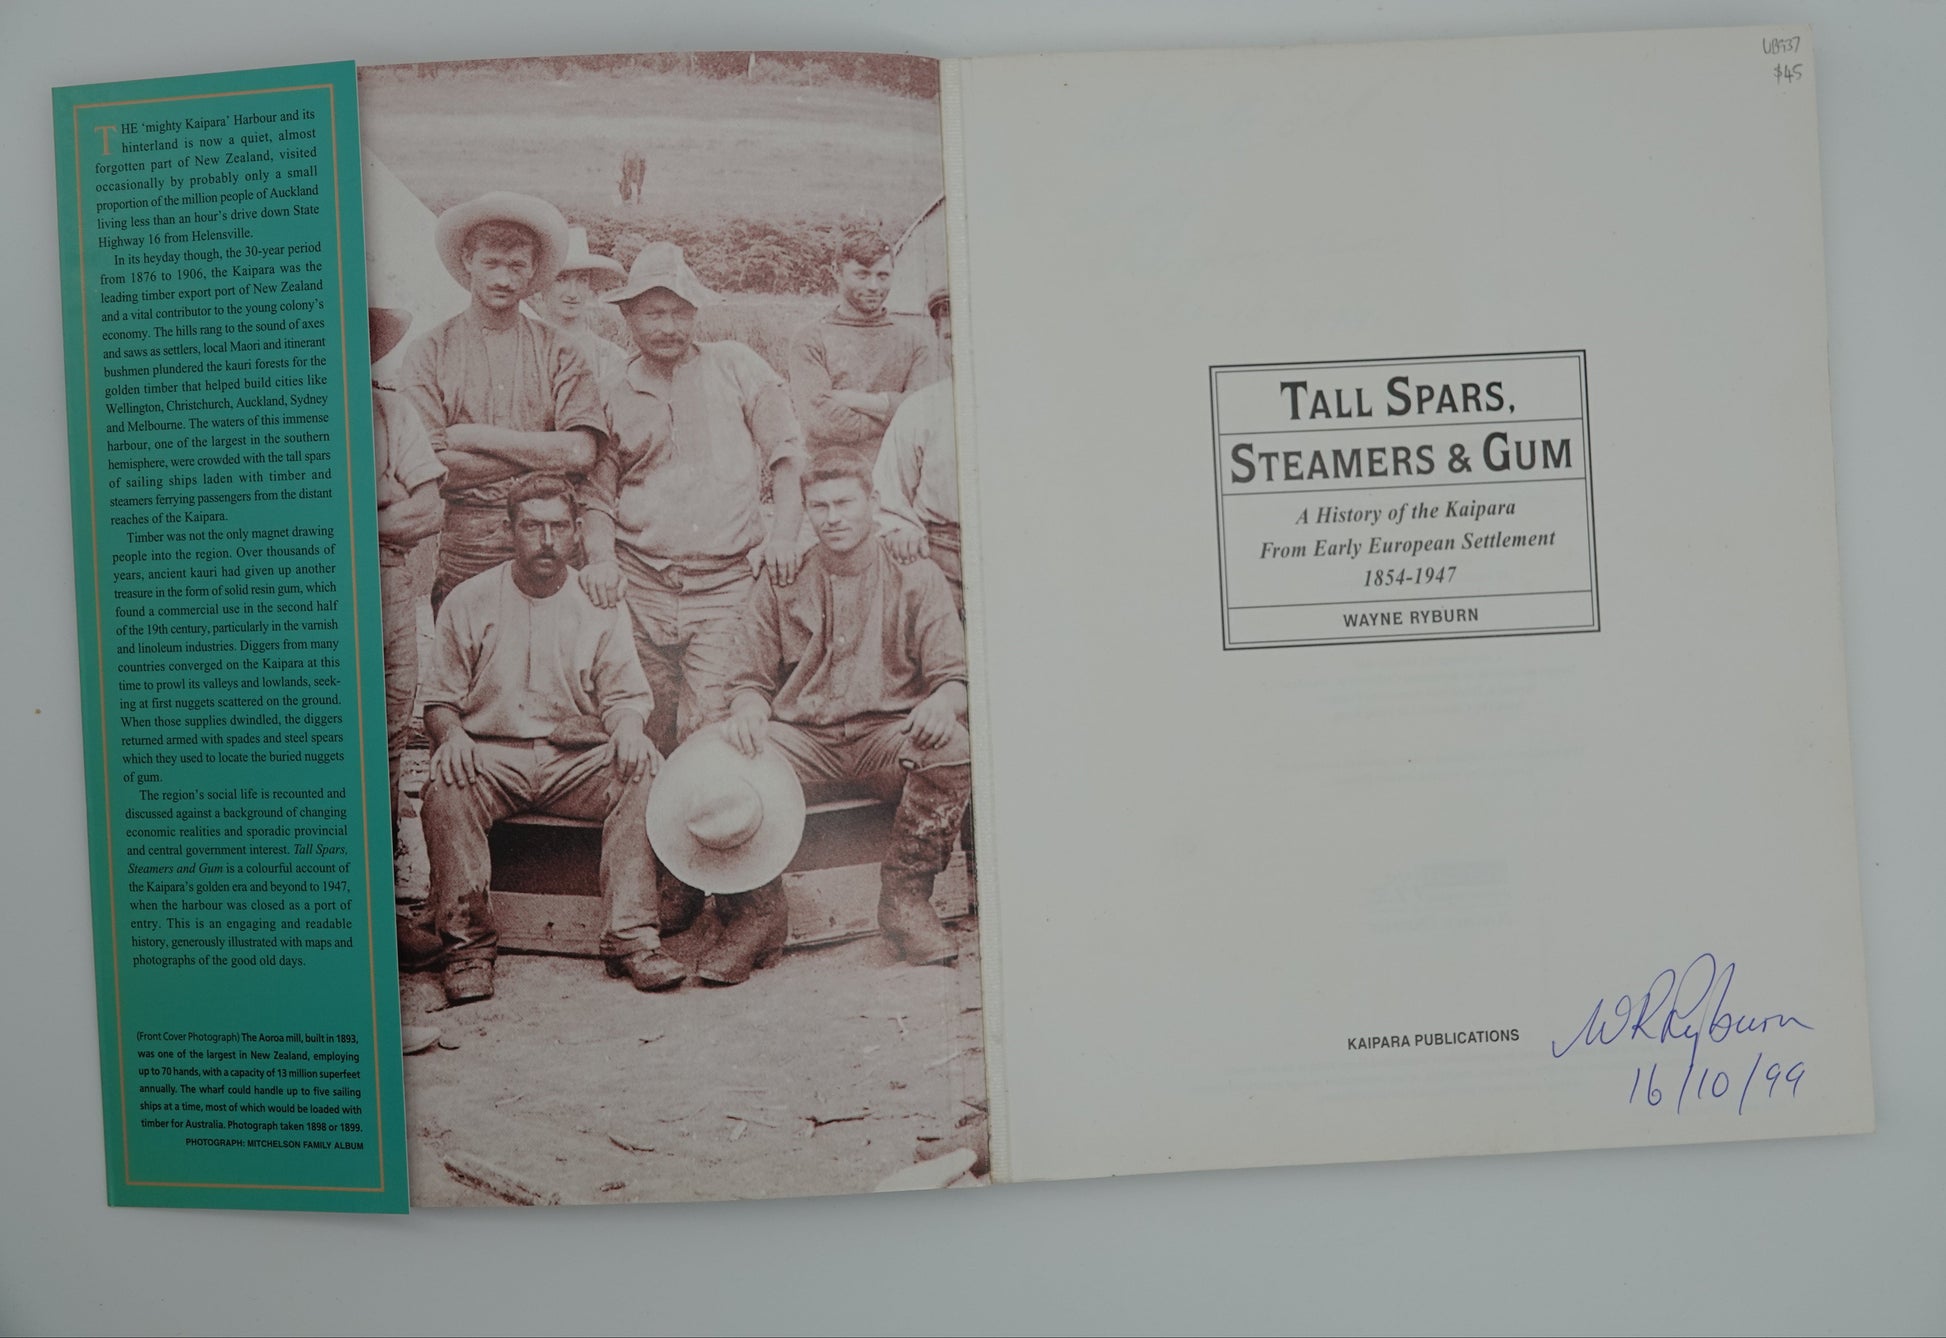 THE ‘mighty Kaipara’ Harbour and its
hinterland is now a quiet, almost
forgotten part of New Zealand, visited
occasionally by probably only a small
proportion of the million people of Auckland
living less than an hour’s drive down State
Highway 16 from Helensville.
In its heyday though, the 30-year period
from 1876 to 1906, the Kaipara was the
leading timber export port of New Zealand
and a vital contributor to the young colony’s
economy. The hills rang to the sound of axes
and saws as settlers, local Maori and itinerant
bushmen plundered the kauri forests for the
golden timber that helped build cities like
Wellington, Christchurch, Auckland, Sydney
and Melbourne. The waters of this immense
harbour, one of the largest in the southern
hemisphere, were crowded with the tall spars
of sailing ships laden with timber and
steamers ferrying passengers from the distant
reaches of the Kaipara.
Timber was not the only magnet drawing
people into the region. Over thousands of
years, ancient kauri had given up another
treasure in the form of solid resin gum, which
found a commercial use in the second half
of the 19th century, particularly in the varnish
and linoleum industries. Diggers from many
countries converged on the Kaipara at this
time to prowl its valleys and lowlands, seek-
ing at first nuggets scattered on the ground.
When those supplies dwindled, the diggers
returned armed with spades and steel spears
which they used to locate the buried nuggets
of gum.
The region’s social life is recounted and
discussed against a background of changing
economic realities and sporadic provincial
and central government interest. Tall Spars,
Steamers and Gum is a colourful account of
the Kaipara’s golden era and beyond to 1947,
when the harbour was closed as a port of
entry. This is an engaging and readable
history, generously illustrated with maps and
photographs of the good old days.
(Front Cover Photograph) The Aoroa mill, built in 1893,
was one of the largest in New Zealand, employing
up to 70 hands, with a capacity of 13 million superfeet
annually. The wharf could handle up to five sailing
ships at a time, most of which would be loaded with
timber for Australia. Photograph taken 1898 or 1899.
PHOTOGRAPH: MITCHELSON FAMILY ALBUM
UB937
$45
TALL SPARS,
STEAMERS & GUM
A History of the Kaipara
From Early European Settlement
1854-1947
WAYNE RYBURN
KAIPARA PUBLICATIONS
WRRyburn
16/10/99